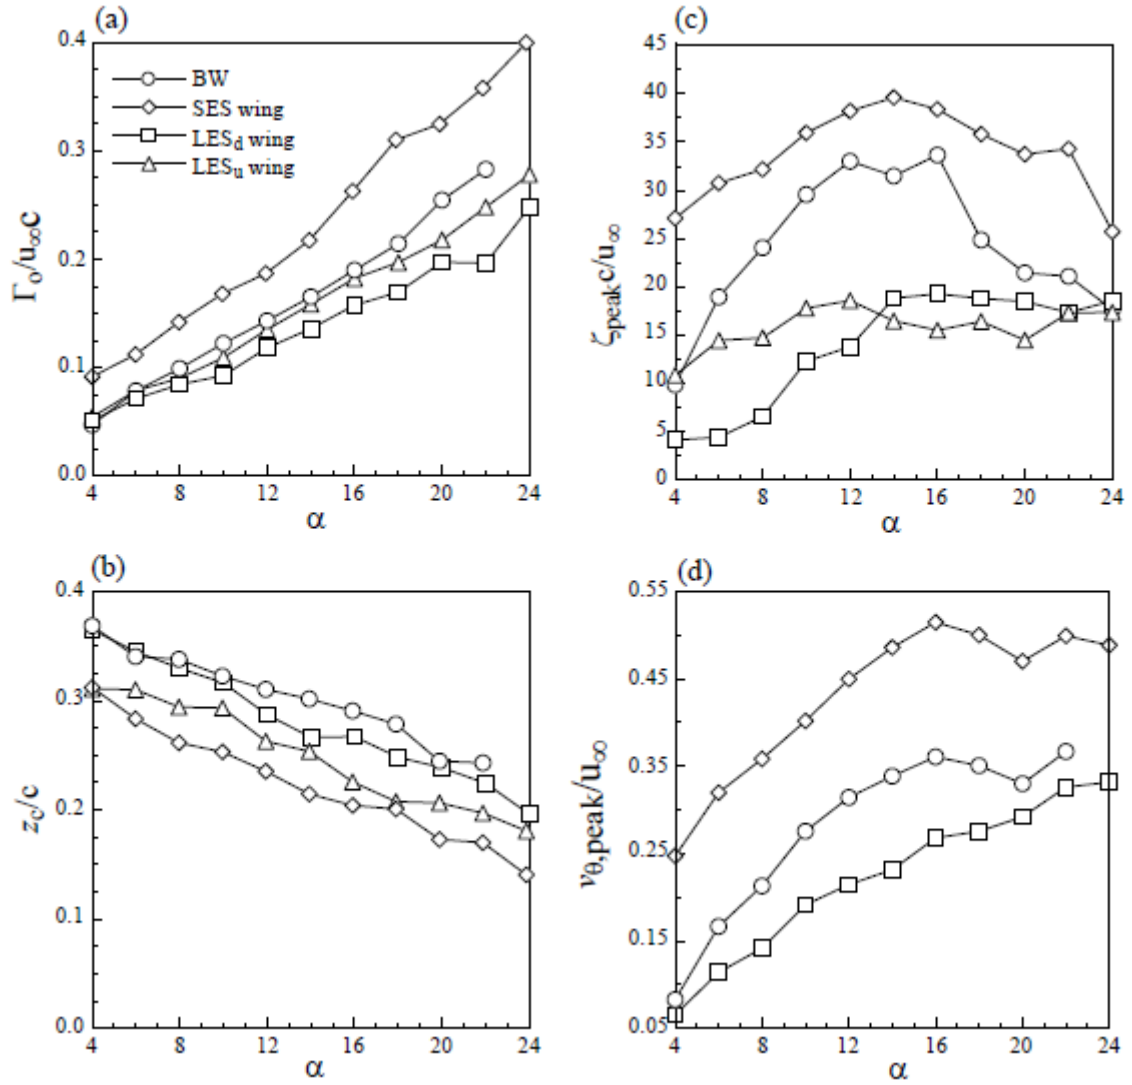 (a)
0.4
0.3
0.2
0.1
0.0
Γo/u∞c
BW
SES wing
LESd wing
LESu wing
4 8 12 16 20 24
α
(c)
45
40
35
30
25
20
15
10
5
0
ζpeakc/u∞
4 8 12 16 20 24
α
(b)
0.4
0.3
0.2
0.1
0.0
zc/c
4 8 12 16 20 24
α
(d)
0.55
0.45
0.35
0.25
0.15
0.05
vθ,peak/u∞
4 8 12 16 20 24
α